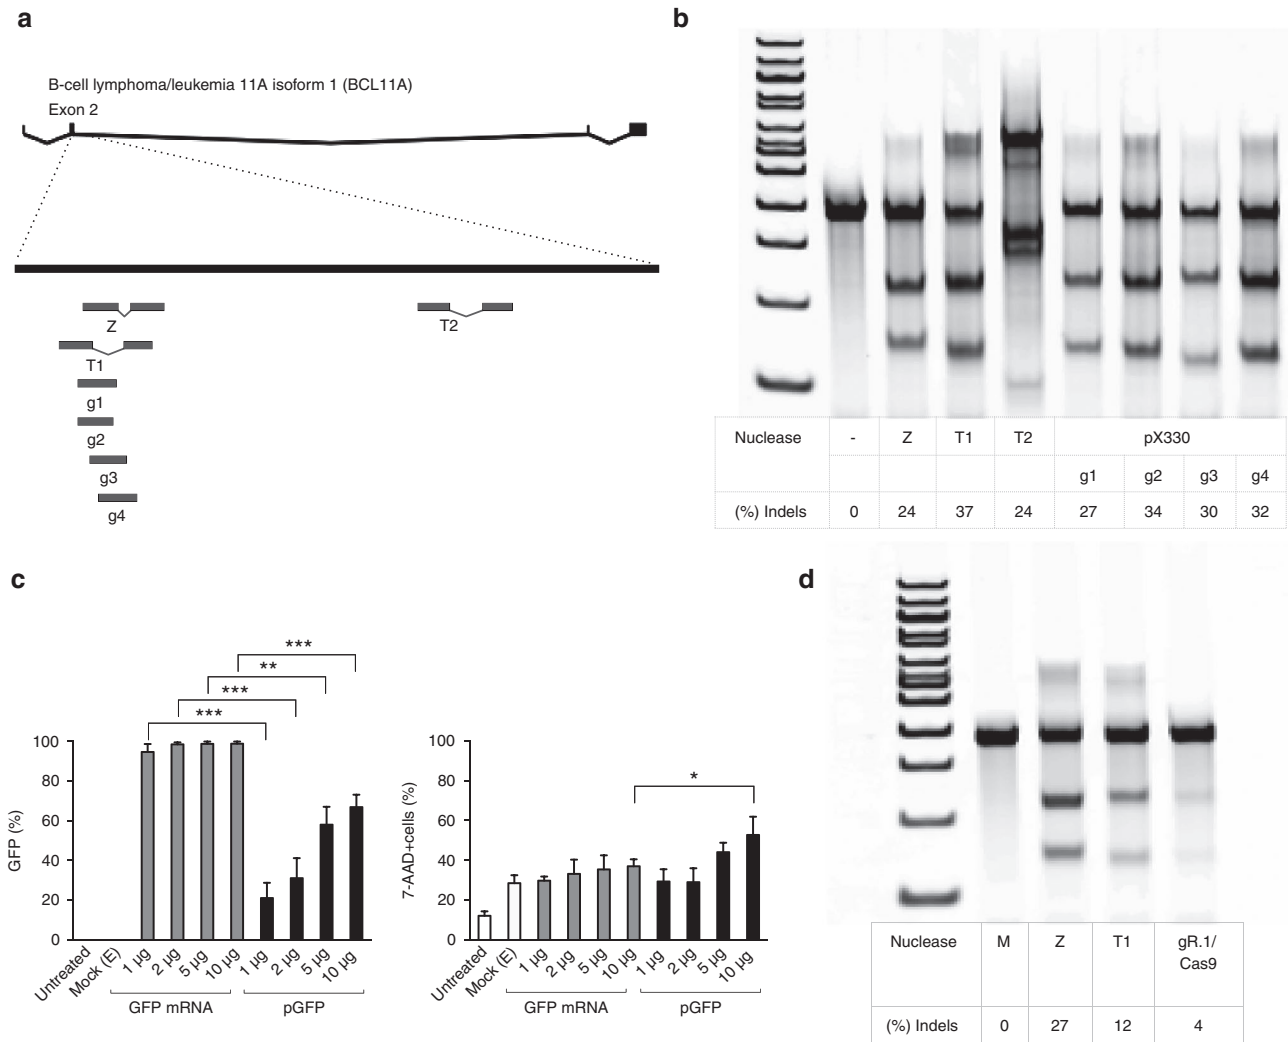 a
B-cell lymphoma/leukemia 11A isoform 1 (BCL11A)
Exon 2
Z
T2
T1
g1
g2
g3
g4
b
Nuclease - Z T1 T2 pX330
g1 g2 g3 g4
(%) Indels 0 24 37 24 27 34 30 32
c
***
**
***
***
100
80
60
40
20
0
GFP (%)
Untreated
Mock (E)
1 µg
2 µg
5 µg
10 µg
1 µg
2 µg
5 µg
10 µg
GFP mRNA
pGFP
*
100
80
60
40
20
0
7-AAD+cells (%)
Untreated
Mock (E)
1 µg
2 µg
5 µg
10 µg
1 µg
2 µg
5 µg
10 µg
GFP mRNA
pGFP
d
Nuclease M Z T1 gR.1/
Cas9
(%) Indels 0 27 12 4